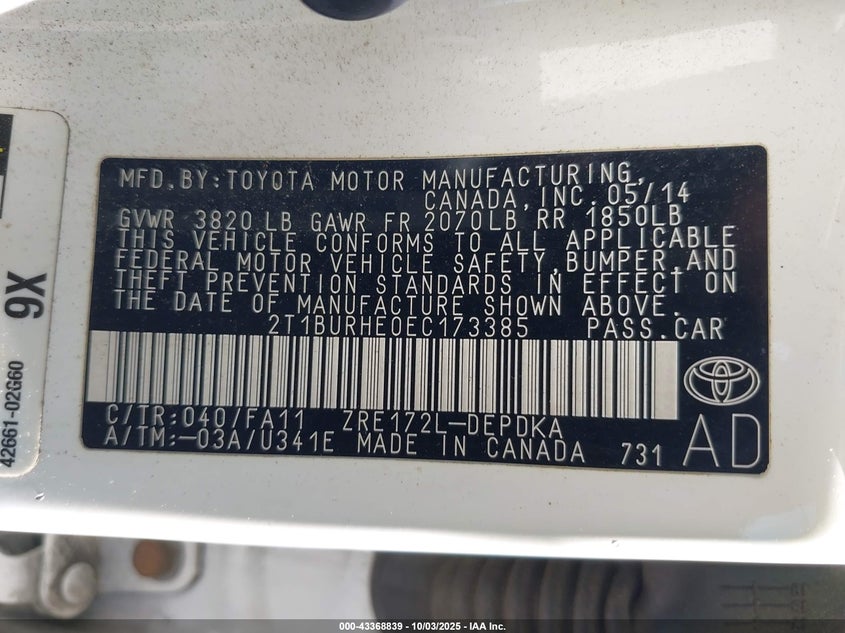 MFD.BY:TOYOTA MOTOR MANUFACTURING,
CANADA,INC. 05/14
GVWR 3820 LB GAWR FR 2070LB RR 1850LB
THIS VEHICLE CONFORMS TO ALL APPLICABLE
FEDERAL MOTOR VEHICLE SAFETY,BUMPER,AND
THEFT PREVENTION STANDARDS IN EFFECT ON
THE DATE OF MANUFACTURE SHOWN ABOVE.
2T1BURHE0EC173385 PASS.CAR
C/TR:040/FA11 ZRE172L-DEPDKA
A/TM:-03A/U341E MADE IN CANADA 731 AD
42661-02G60 9X
000-43368839 - 10/03/2025 - IAA Inc.